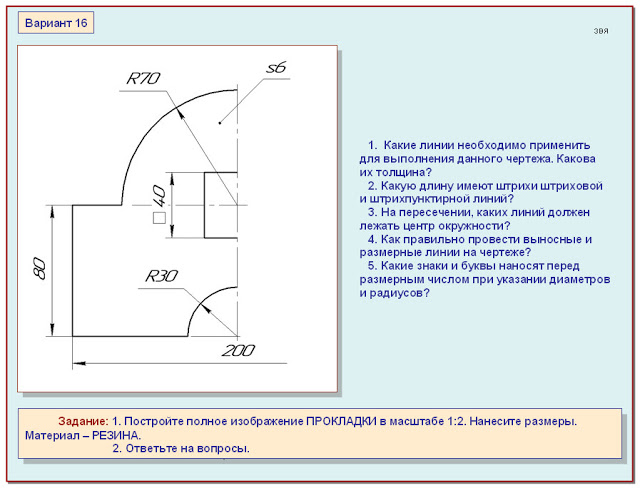 Вариант 16
звя
s6
R70
□ 40
80
R30
200
1. Какие линии необходимо применить
для выполнения данного чертежа. Какова
их толщина?
2. Какую длину имеют штрихи штриховой
и штрихпунктирной линий?
3. На пересечении, каких линий должен
лежать центр окружности?
4. Как правильно провести выносные и
размерные линии на чертеже?
5. Какие знаки и буквы наносят перед
размерным числом при указании диаметров
и радиусов?
Задание: 1. Постройте полное изображение ПРОКЛАДКИ в масштабе 1:2. Нанесите размеры.
Материал – РЕЗИНА.
2. Ответьте на вопросы.